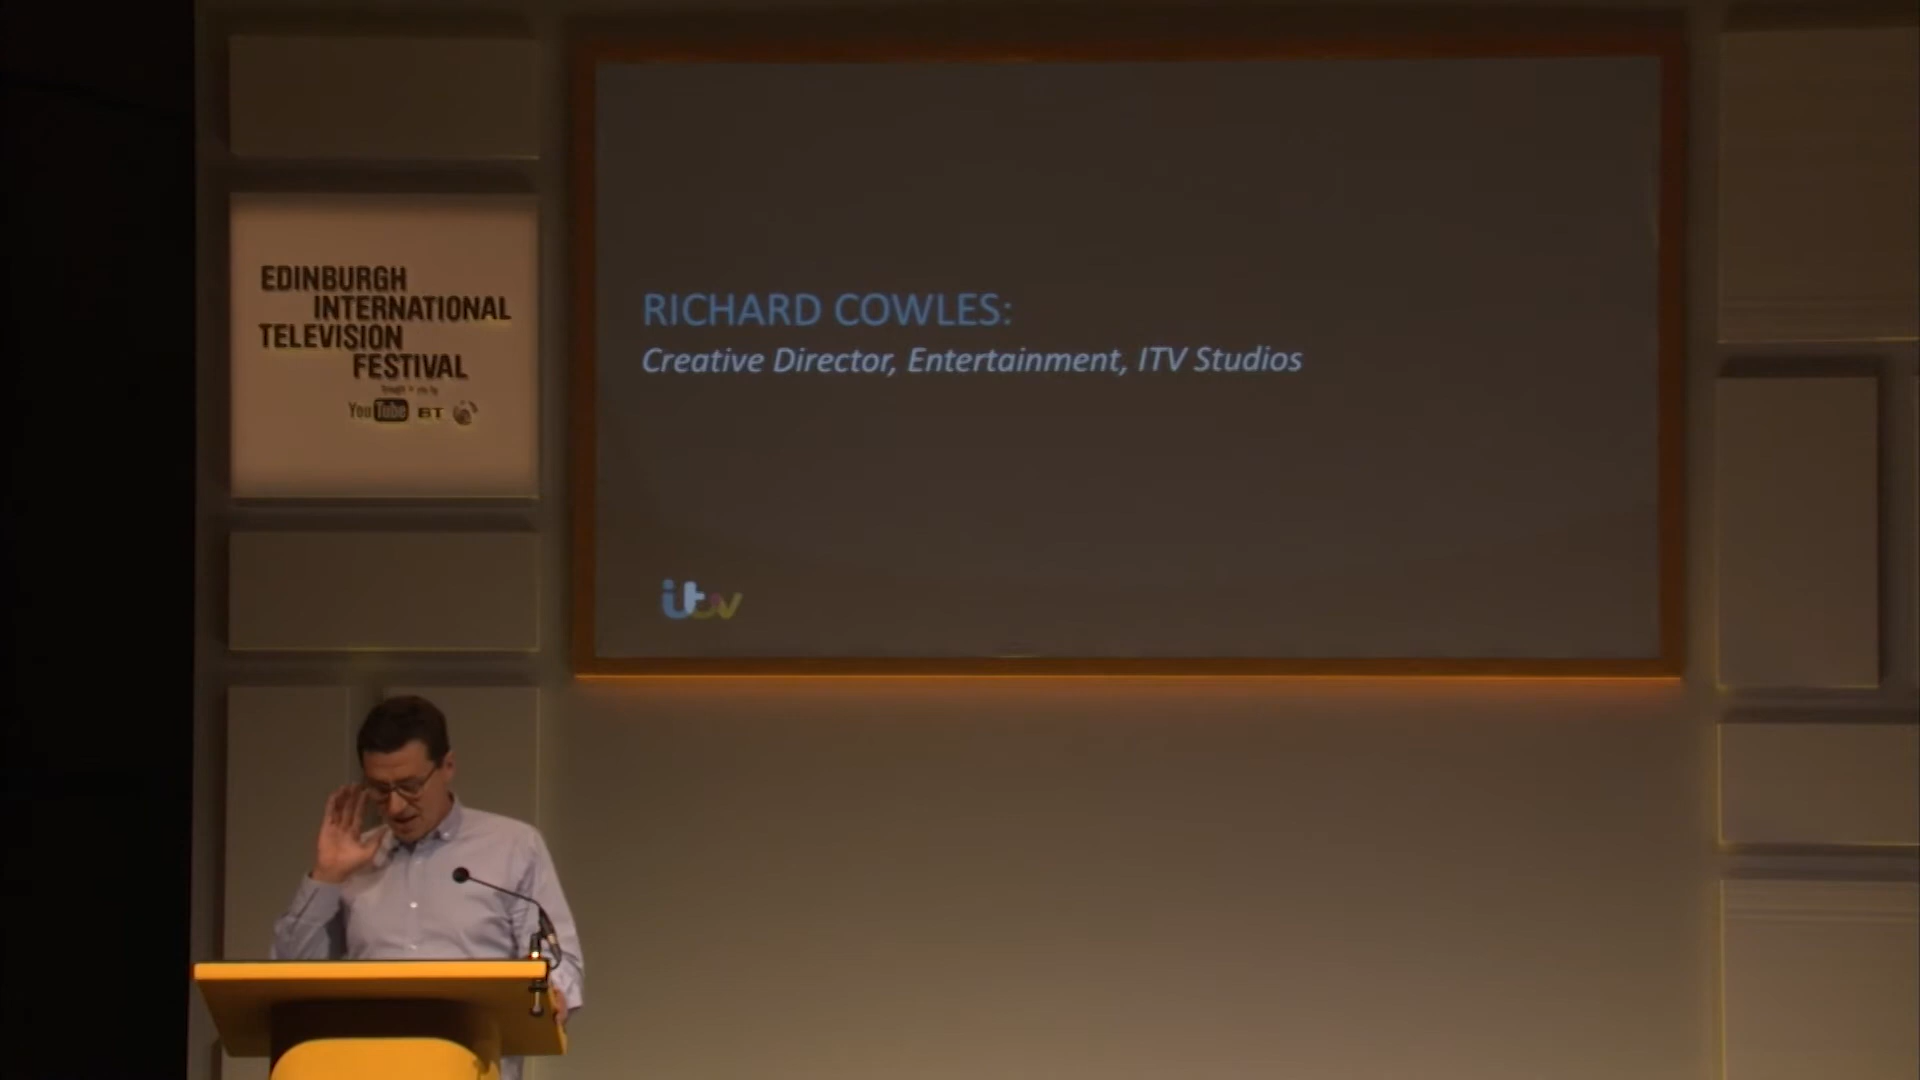 EDINBURGH
INTERNATIONAL
TELEVISION
FESTIVAL
YouTube BT
RICHARD COWLES:
Creative Director, Entertainment, ITV Studios
itv